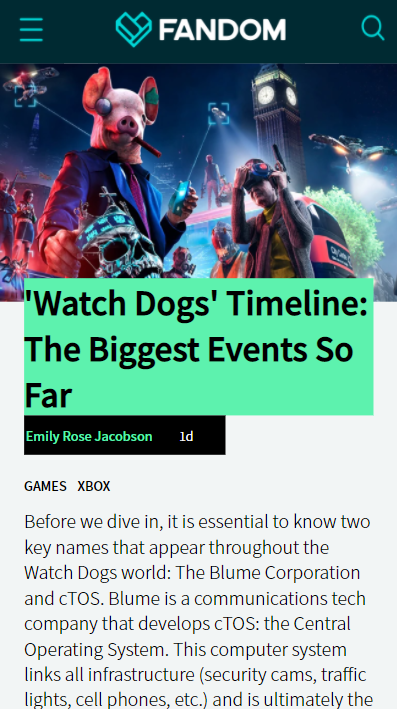 FANDOM
'Watch Dogs' Timeline:
The Biggest Events So
Far
Emily Rose Jacobson 1d
GAMES XBOX
Before we dive in, it is essential to know two
key names that appear throughout the
Watch Dogs world: The Blume Corporation
and cTOS. Blume is a communications tech
company that develops cTOS: the Central
Operating System. This computer system
links all infrastructure (security cams, traffic
lights, cell phones, etc.) and is ultimately the